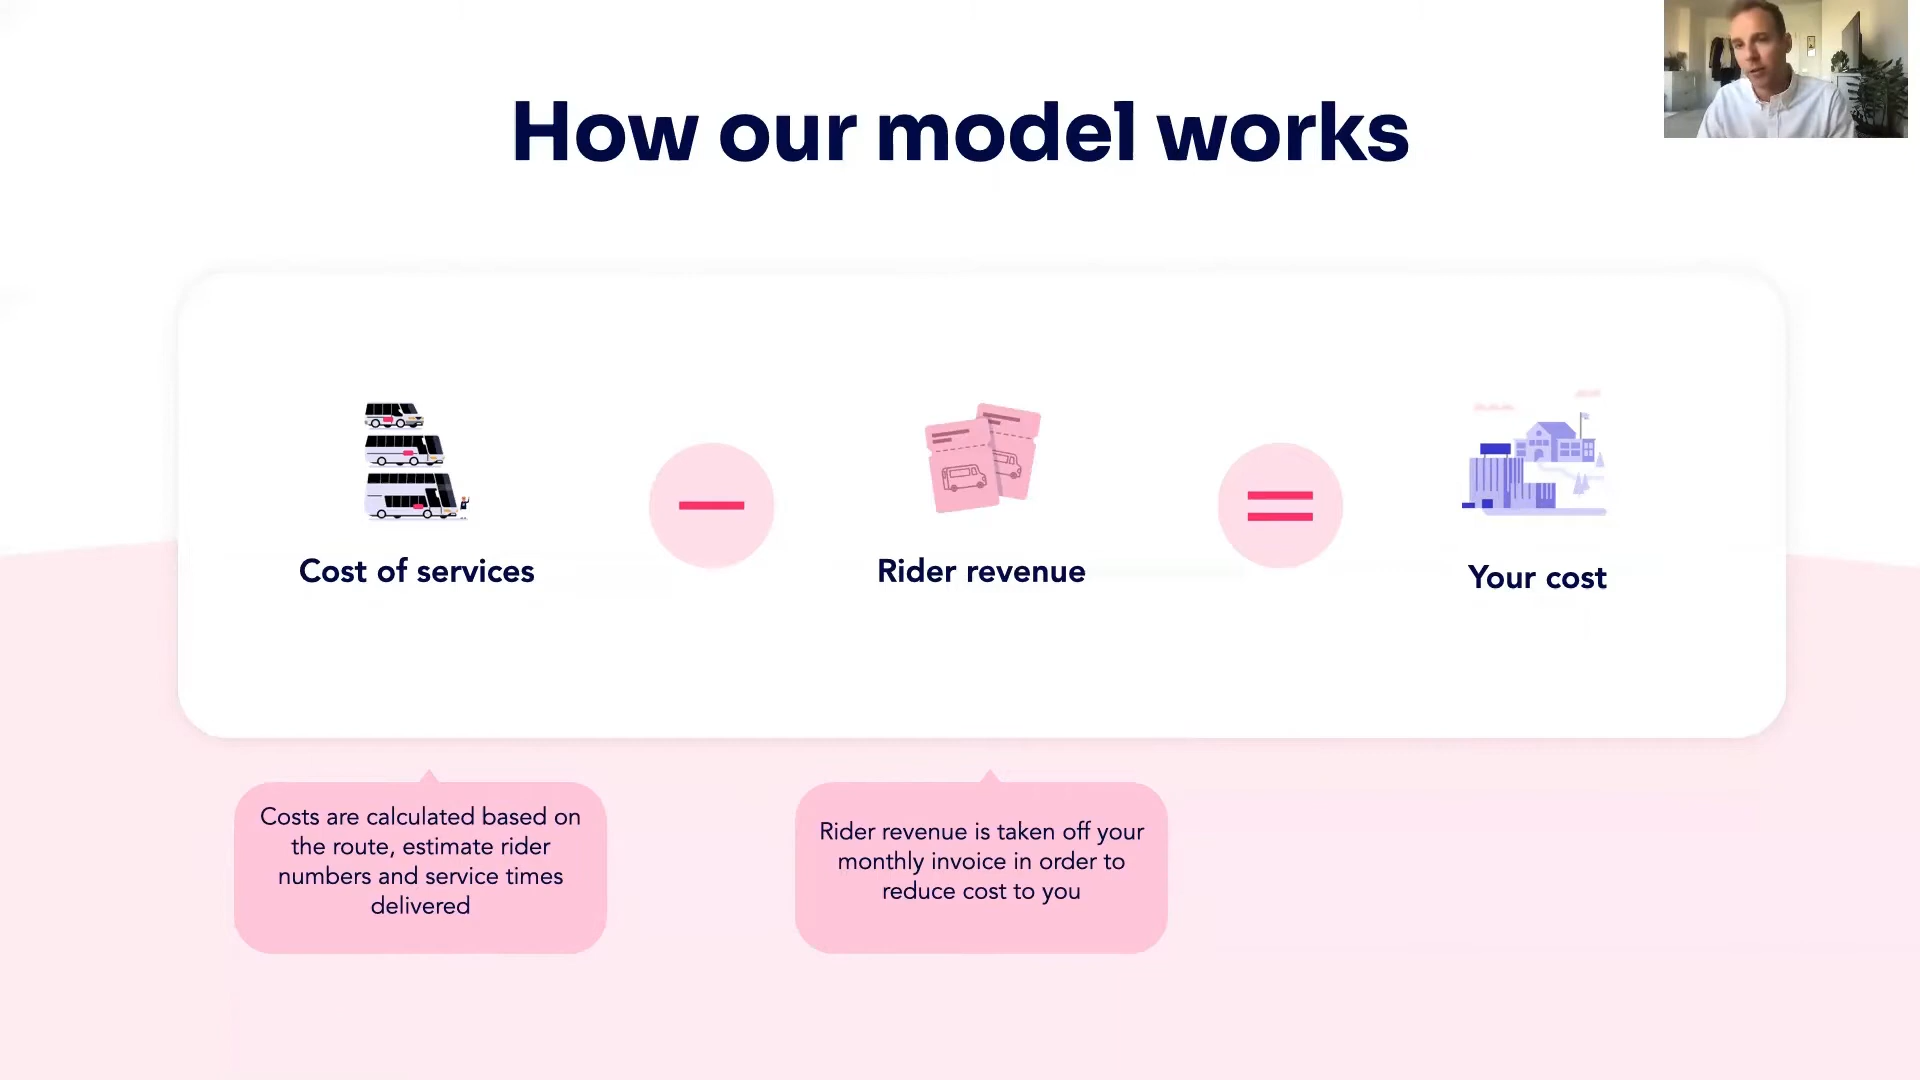 How our model works
Cost of services
Rider revenue
Your cost
Costs are calculated based on
the route, estimate rider
numbers and service times
delivered
Rider revenue is taken off your
monthly invoice in order to
reduce cost to you